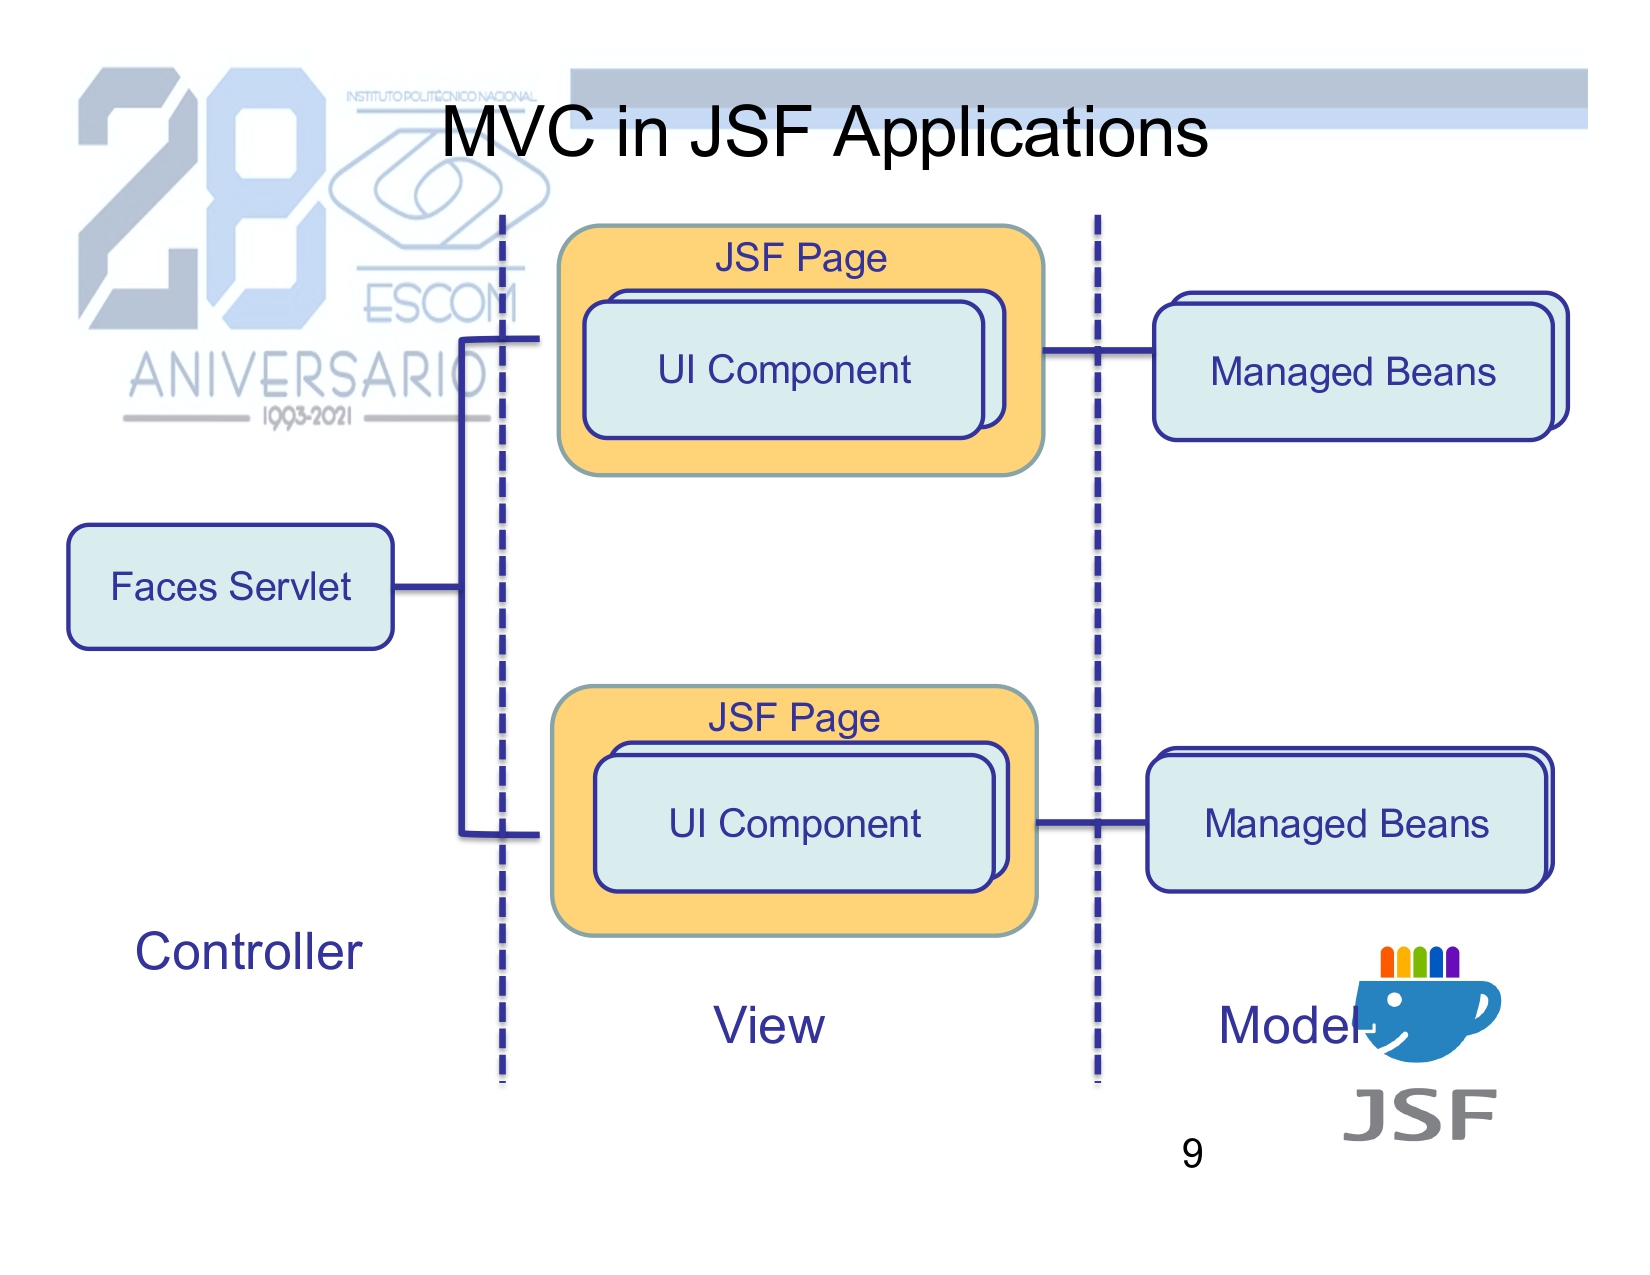 28
INSTITUTO POLITÉCNICO NACIONAL
MVC in JSF Applications
ESCOM
ANIVERSARIO
1993-2021
JSF Page
UI Component
Managed Beans
Faces Servlet
JSF Page
UI Component
Managed Beans
Controller
View
Model
JSF
9